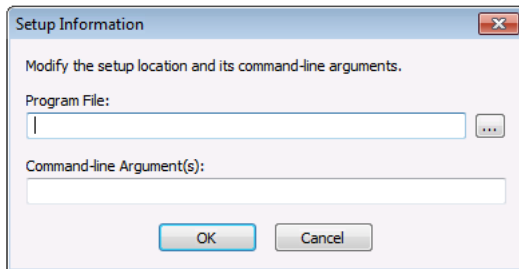 Setup Information
Modify the setup location and its command-line arguments.
Program File:
...
Command-line Argument(s):
OK Cancel